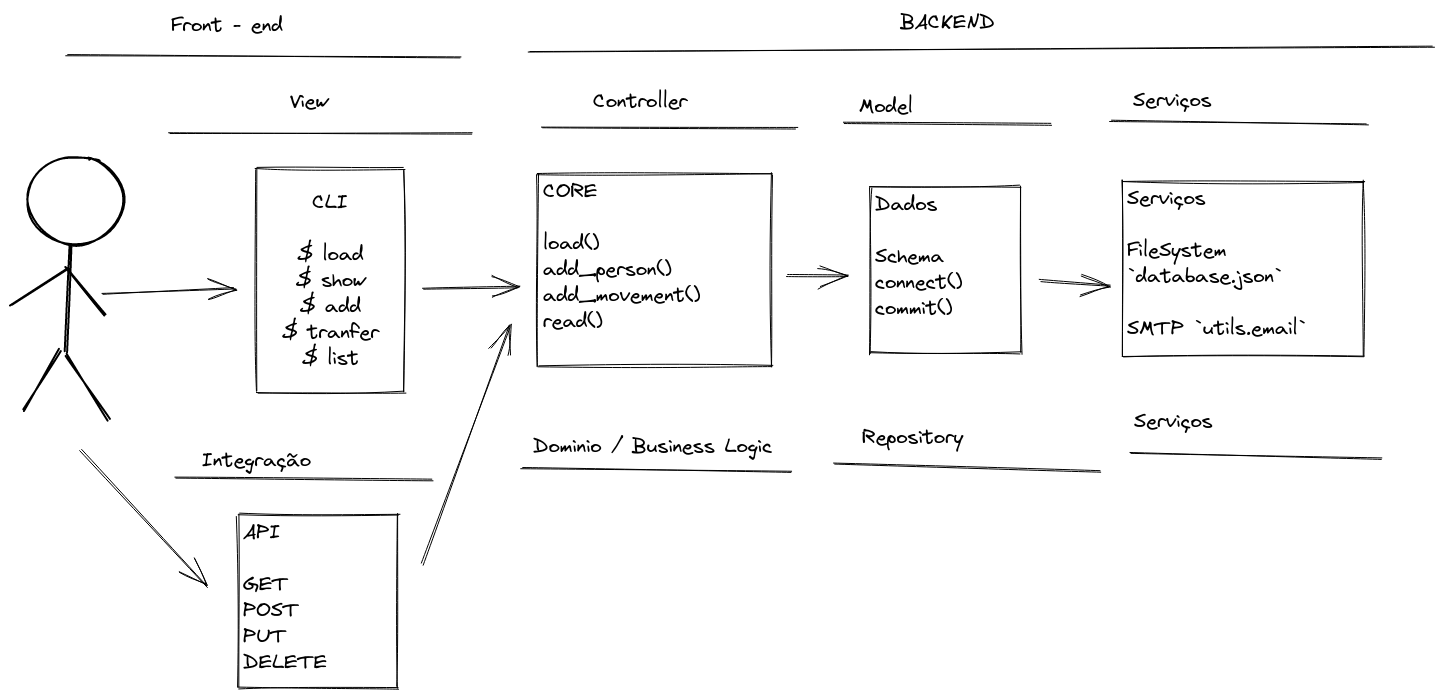 Front - end
BACKEND
View
Controller
Model
Serviços
CLI
$ load
$ show
$ add
$ tranfer
$ list
CORE
load()
add_person()
add_movement()
read()
Dados
Schema
connect()
commit()
Serviços
FileSystem
`database.json`
SMTP `utils.email`
Integração
Dominio / Business Logic
Repository
Serviços
API
GET
POST
PUT
DELETE